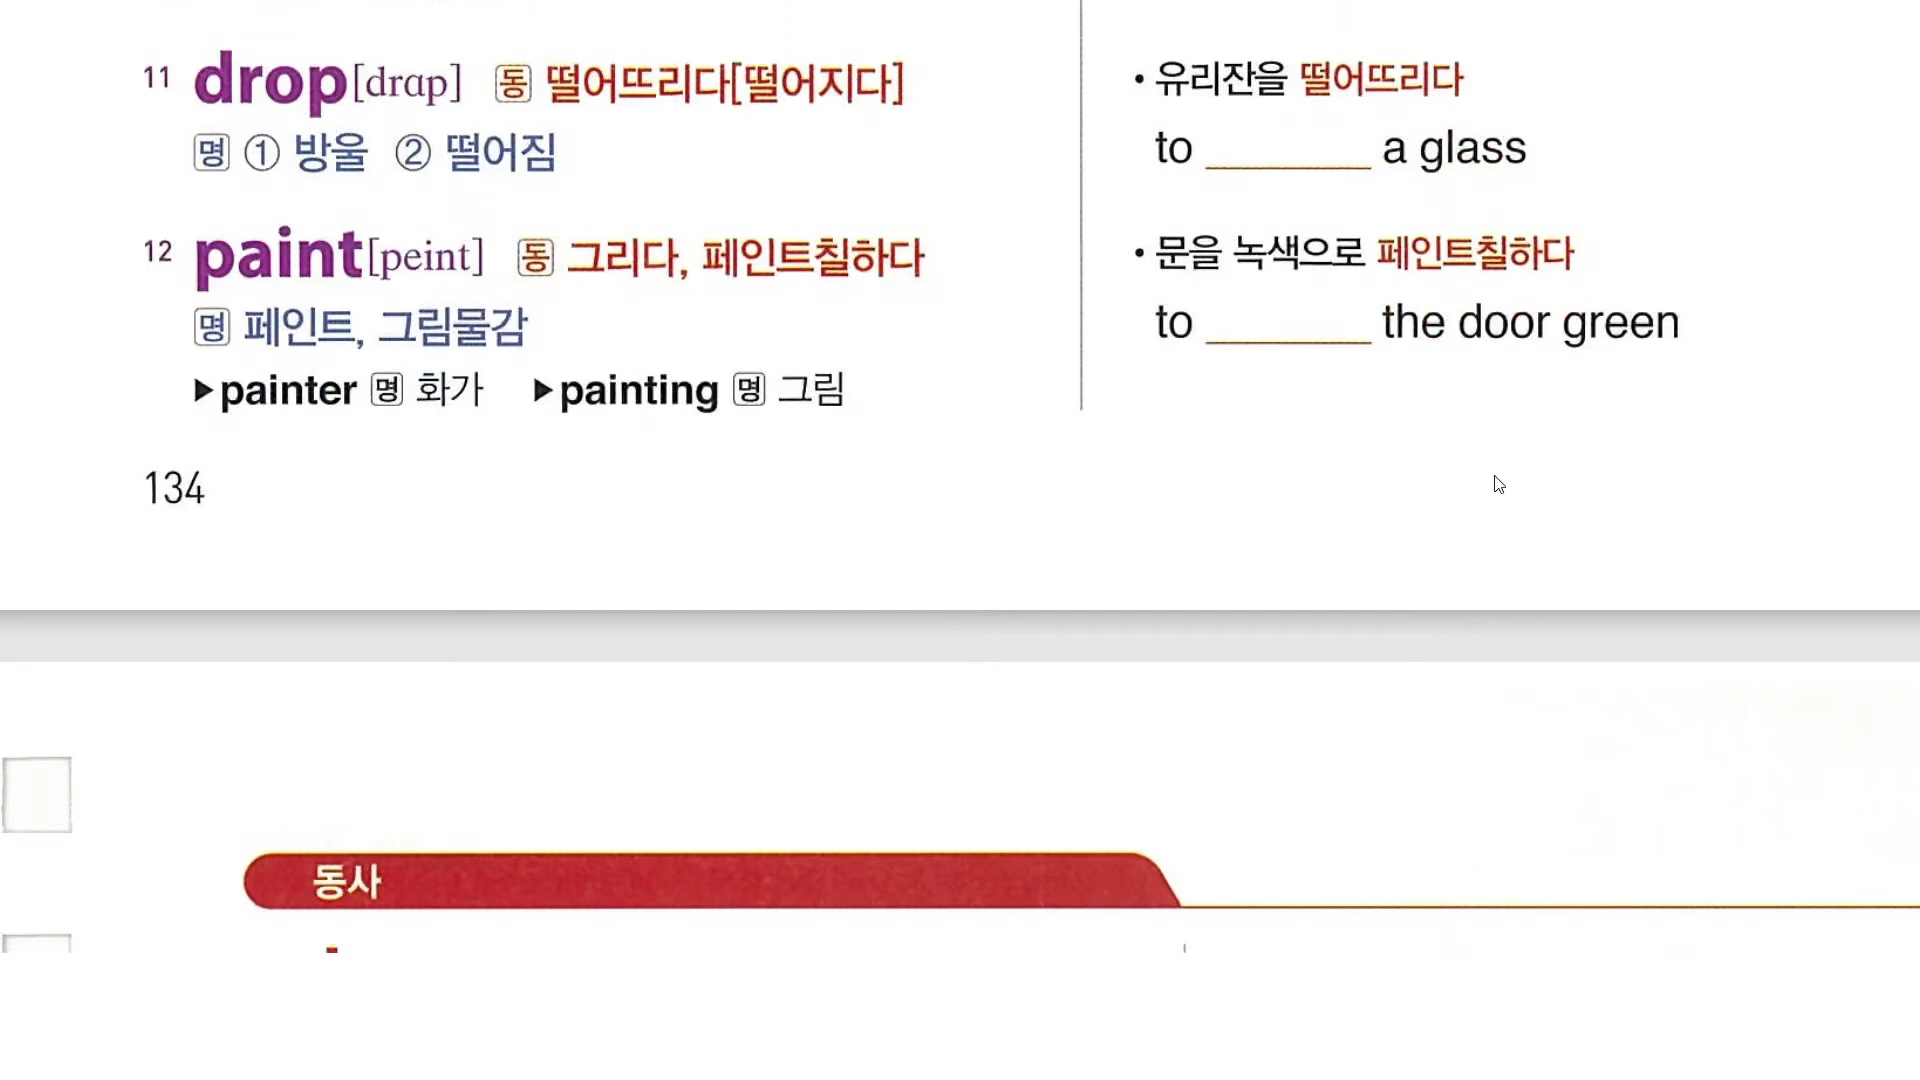 11 drop[drɑp] 동 떨어뜨리다[떨어지다]
명 ① 방울 ② 떨어짐
12 paint[peint] 동 그리다, 페인트칠하다
명 페인트, 그림물감
▶painter 명 화가 ▶painting 명 그림
• 유리잔을 떨어뜨리다
to ________ a glass
• 문을 녹색으로 페인트칠하다
to ________ the door green
134
동사